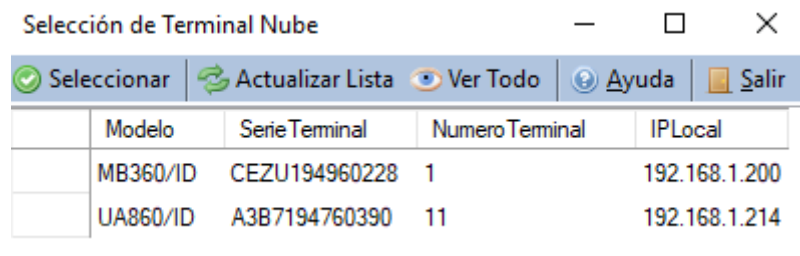 Selección de Terminal Nube
Seleccionar Actualizar Lista Ver Todo Ayuda Salir
Modelo SerieTerminal NumeroTerminal IPLocal
MB360/ID CEZU194960228 1 192.168.1.200
UA860/ID A3B7194760390 11 192.168.1.214